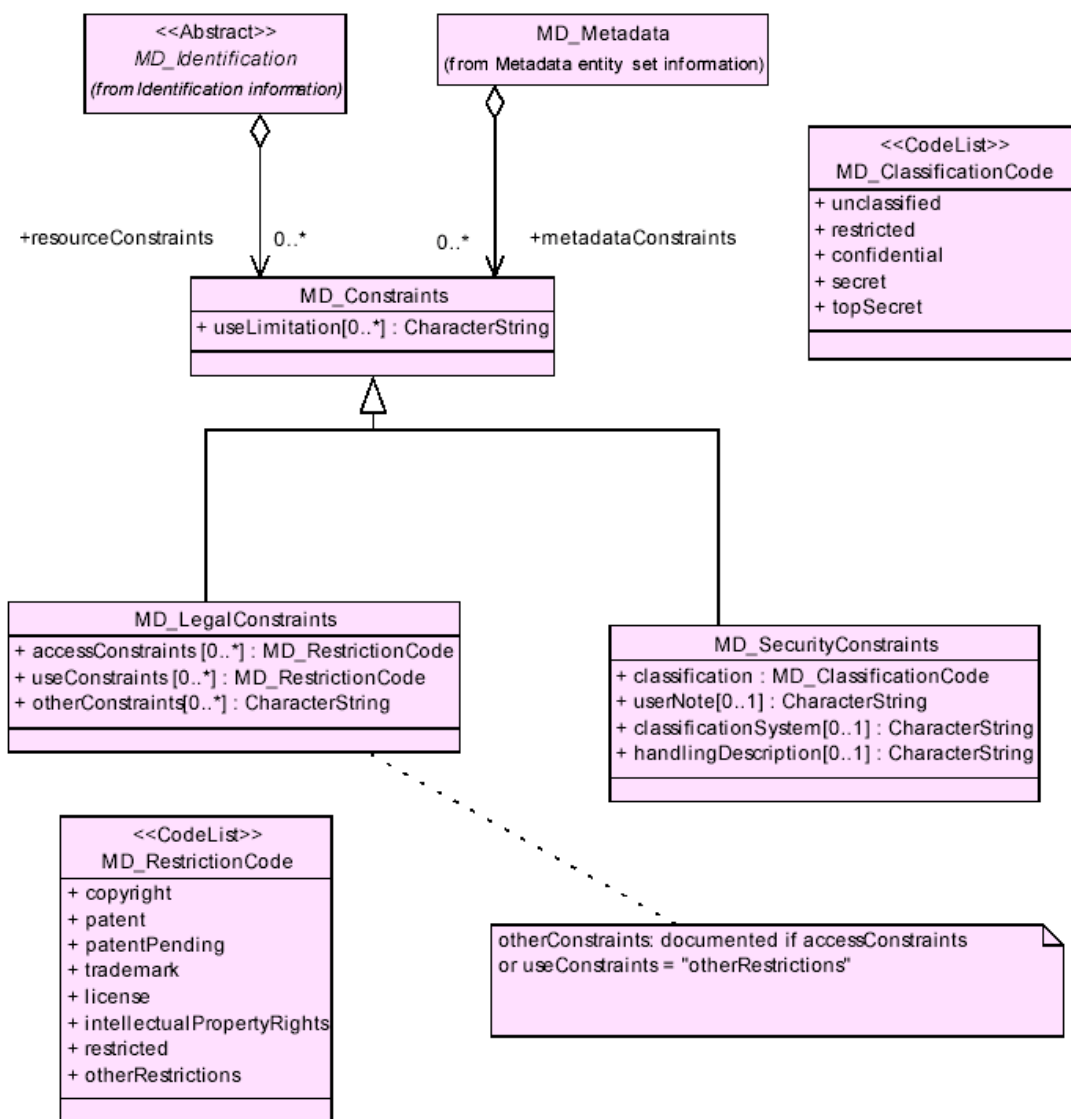 <<Abstract>>
MD_Identification
(from Identification information)
MD_Metadata
(from Metadata entity set information)
<<CodeList>>
MD_ClassificationCode
+ unclassified
+ restricted
+ confidential
+ secret
+ topSecret
+resourceConstraints
0..*
0..*
+metadataConstraints
MD_Constraints
+ useLimitation[0..*] : CharacterString
MD_LegalConstraints
+ accessConstraints [0..*] : MD_RestrictionCode
+ useConstraints [0..*] : MD_RestrictionCode
+ otherConstraints[0..*] : CharacterString
MD_SecurityConstraints
+ classification : MD_ClassificationCode
+ userNote[0..1] : CharacterString
+ classificationSystem[0..1] : CharacterString
+ handlingDescription[0..1] : CharacterString
<<CodeList>>
MD_RestrictionCode
+ copyright
+ patent
+ patentPending
+ trademark
+ license
+ intellectualPropertyRights
+ restricted
+ otherRestrictions
otherConstraints: documented if accessConstraints
or useConstraints = "otherRestrictions"